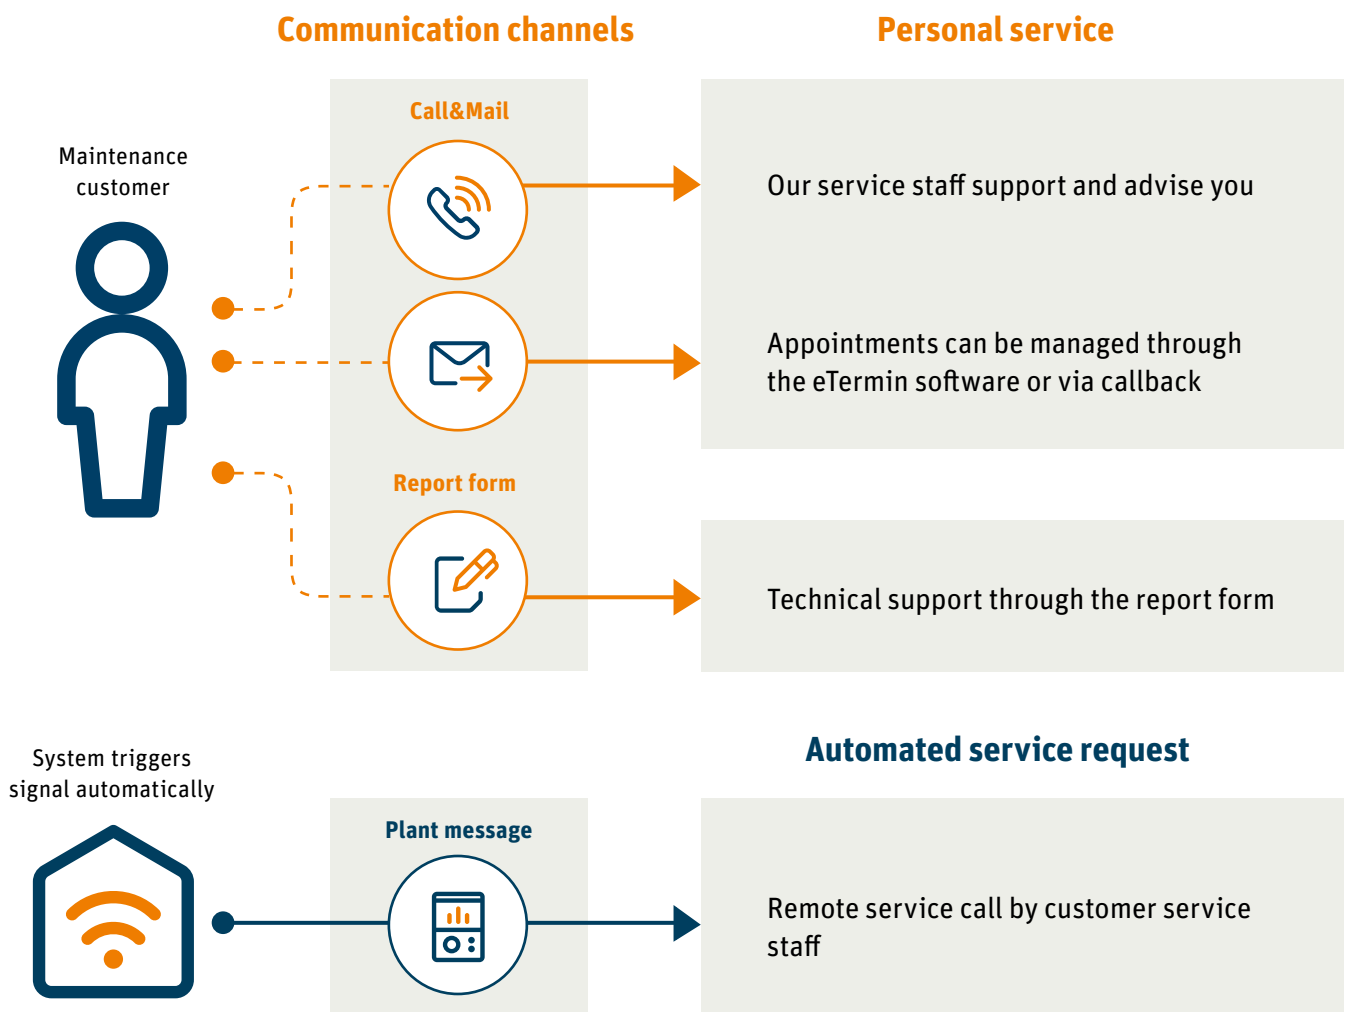 Communication channels
Personal service
Maintenance
customer
Call&Mail
Our service staff support and advise you
Appointments can be managed through
the eTermin software or via callback
Report form
Technical support through the report form
Automated service request
System triggers
signal automatically
Plant message
Remote service call by customer service
staff